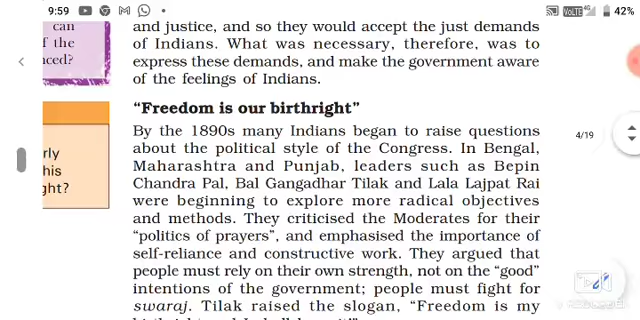 9:59
VoLTE 4G
42%
can
f the
nced?
and justice, and so they would accept the just demands
of Indians. What was necessary, therefore, was to
express these demands, and make the government aware
of the feelings of Indians.
“Freedom is our birthright”
By the 1890s many Indians began to raise questions
about the political style of the Congress. In Bengal,
Maharashtra and Punjab, leaders such as Bepin
Chandra Pal, Bal Gangadhar Tilak and Lala Lajpat Rai
were beginning to explore more radical objectives
and methods. They criticised the Moderates for their
“politics of prayers”, and emphasised the importance of
self-reliance and constructive work. They argued that
people must rely on their own strength, not on the “good”
intentions of the government; people must fight for
swaraj. Tilak raised the slogan, “Freedom is my
4/19
rly
his
ght?